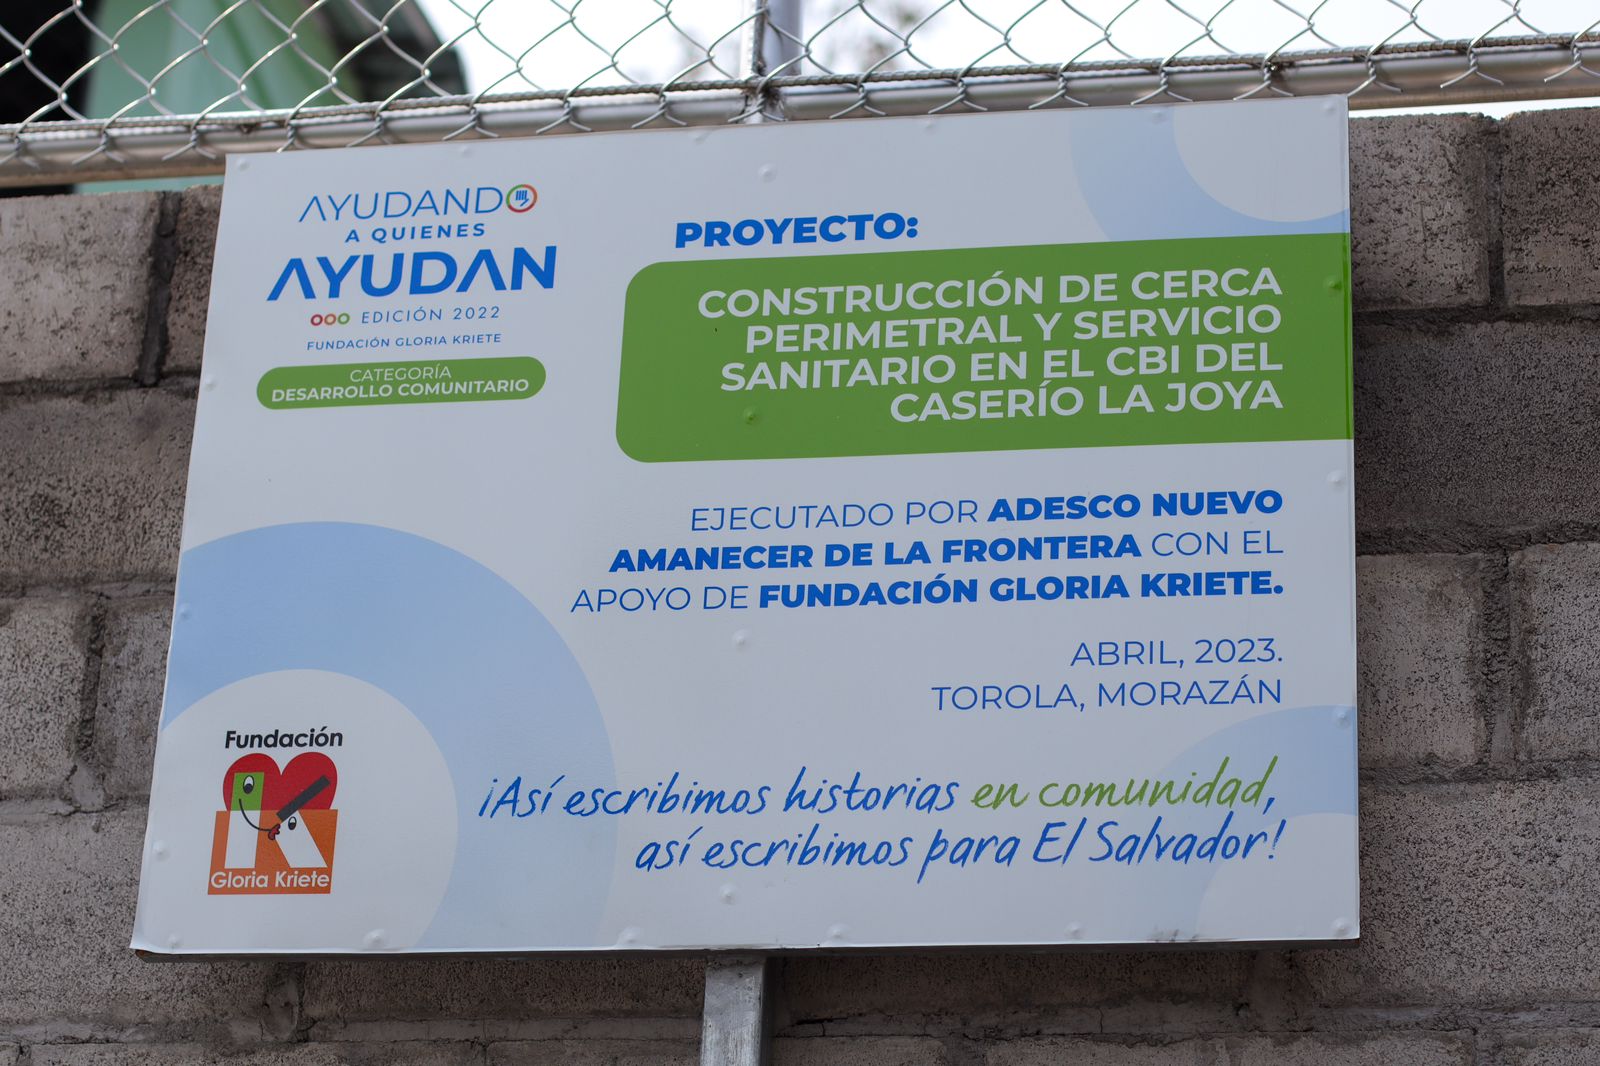 AYUDANDO
A QUIENES
AYUDAN
EDICIÓN 2022
FUNDACIÓN GLORIA KRIETE
CATEGORÍA
DESARROLLO COMUNITARIO
PROYECTO:
CONSTRUCCIÓN DE CERCA
PERIMETRAL Y SERVICIO
SANITARIO EN EL CBI DEL
CASERÍO LA JOYA
EJECUTADO POR ADESCO NUEVO
AMANECER DE LA FRONTERA CON EL
APOYO DE FUNDACIÓN GLORIA KRIETE.
ABRIL, 2023.
TOROLA, MORAZÁN
Fundación
K
Gloria Kriete
¡Así escribimos historias en comunidad,
así escribimos para El Salvador!